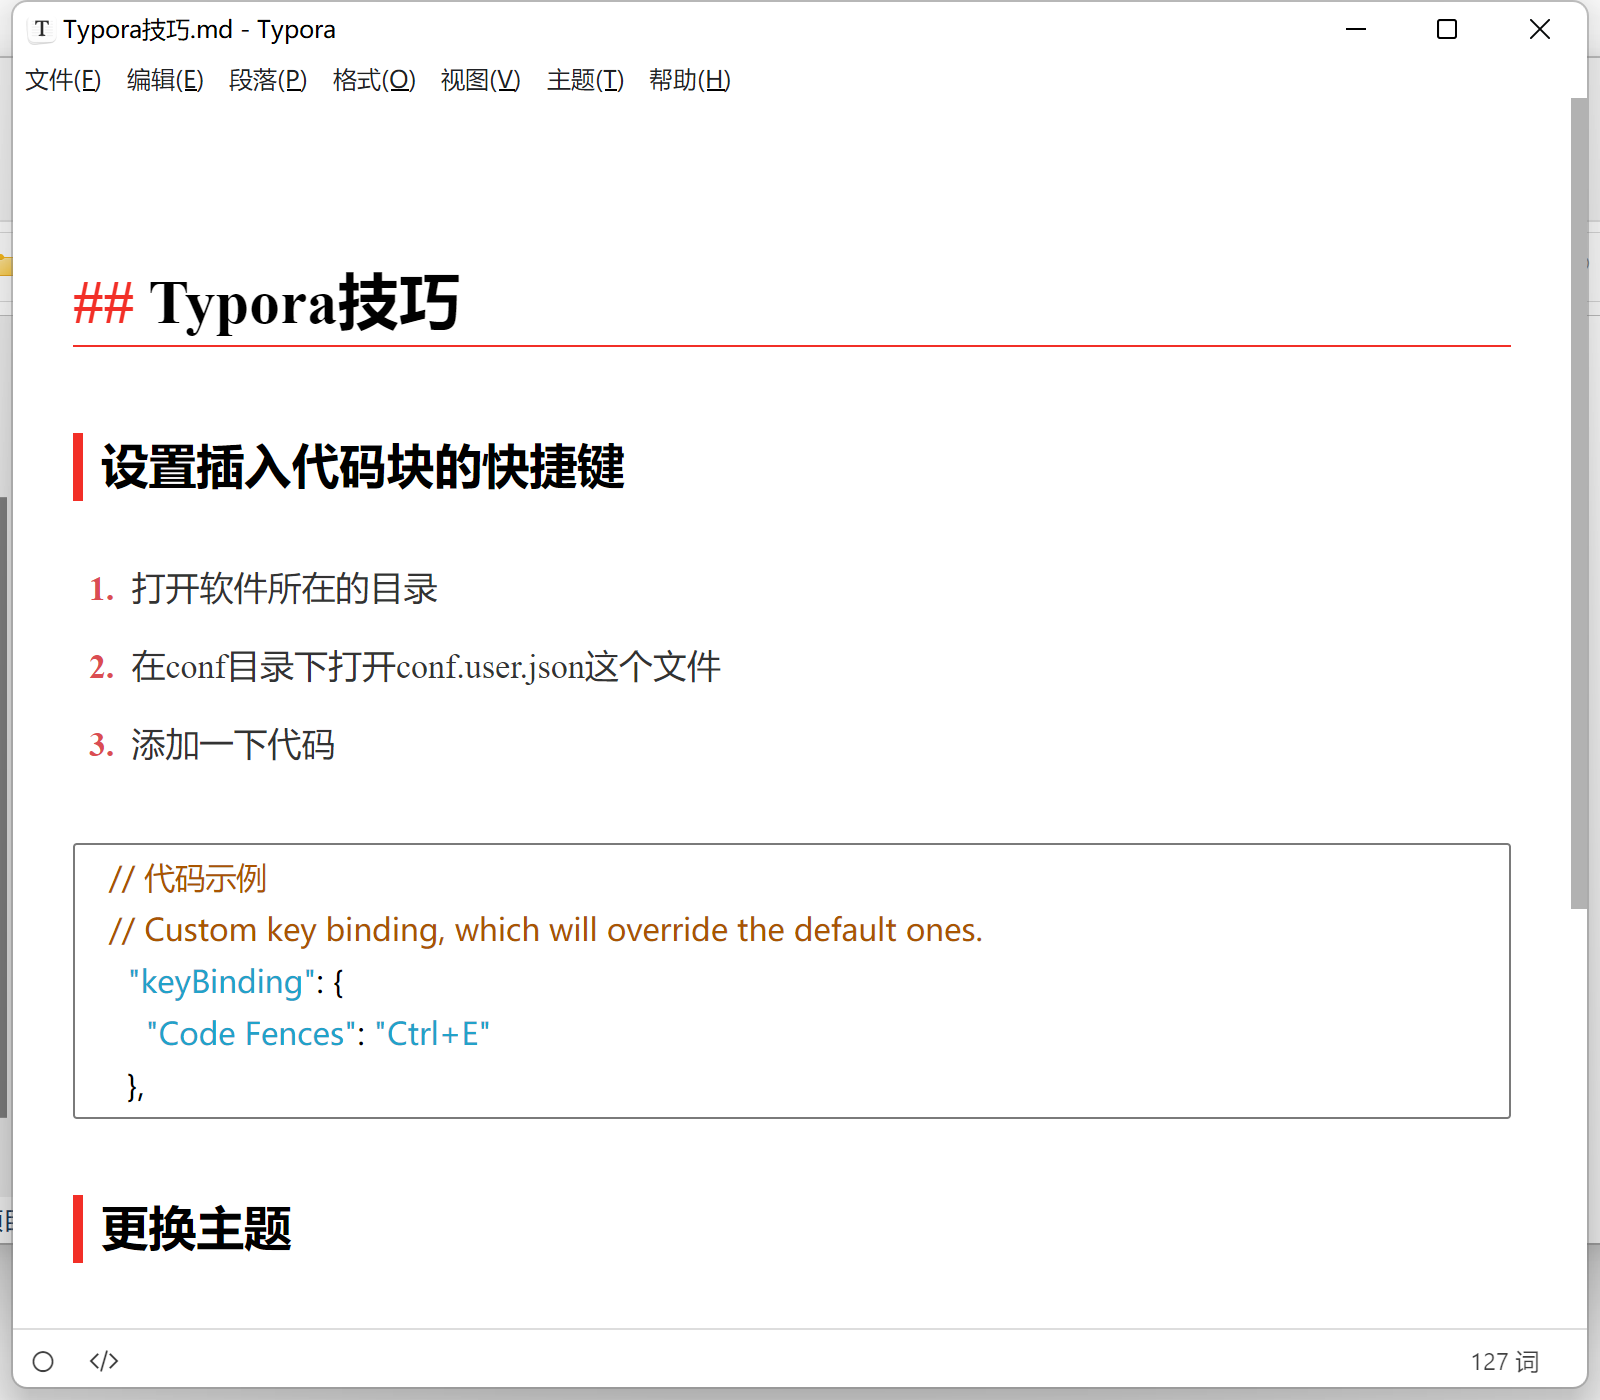 Typora技巧.md - Typora
文件(F) 编辑(E) 段落(P) 格式(O) 视图(V) 主题(T) 帮助(H)
## Typora技巧
设置插入代码块的快捷键
1. 打开软件所在的目录
2. 在conf目录下打开conf.user.json这个文件
3. 添加一下代码
// 代码示例
// Custom key binding, which will override the default ones.
"keyBinding": {
"Code Fences": "Ctrl+E"
},
更换主题
</> 127 词